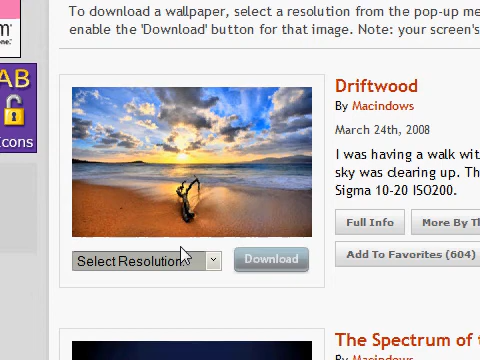 To download a wallpaper, select a resolution from the pop-up me
enable the 'Download' button for that image. Note: your screen's
m
one.
AB
Icons
Driftwood
By Macindows
March 24th, 2008
I was having a walk wit
sky was clearing up. Th
Sigma 10-20 ISO200.
Full Info
More By Th
Select Resolution
Download
Add To Favorites (604)
The Spectrum of t
By Macindows